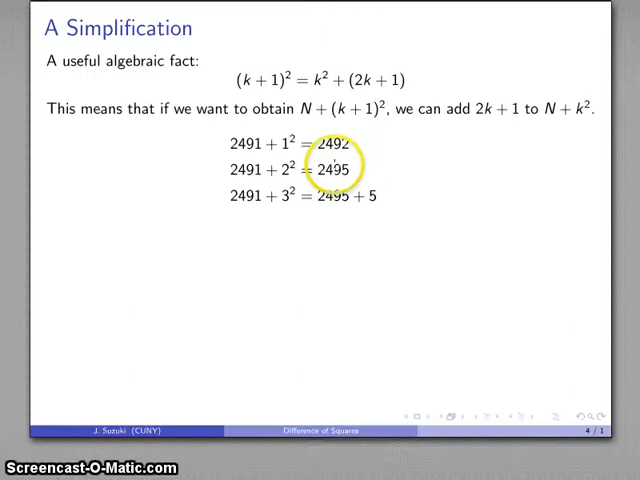 A Simplification
A useful algebraic fact:
(k + 1)² = k² + (2k + 1)
This means that if we want to obtain N + (k + 1)², we can add 2k + 1 to N + k².
2491 + 1² = 2492
2491 + 2² = 2495
2491 + 3² = 2495 + 5
J. Suzuki (CUNY) Difference of Squares 4 / 1
Screencast-O-Matic.com